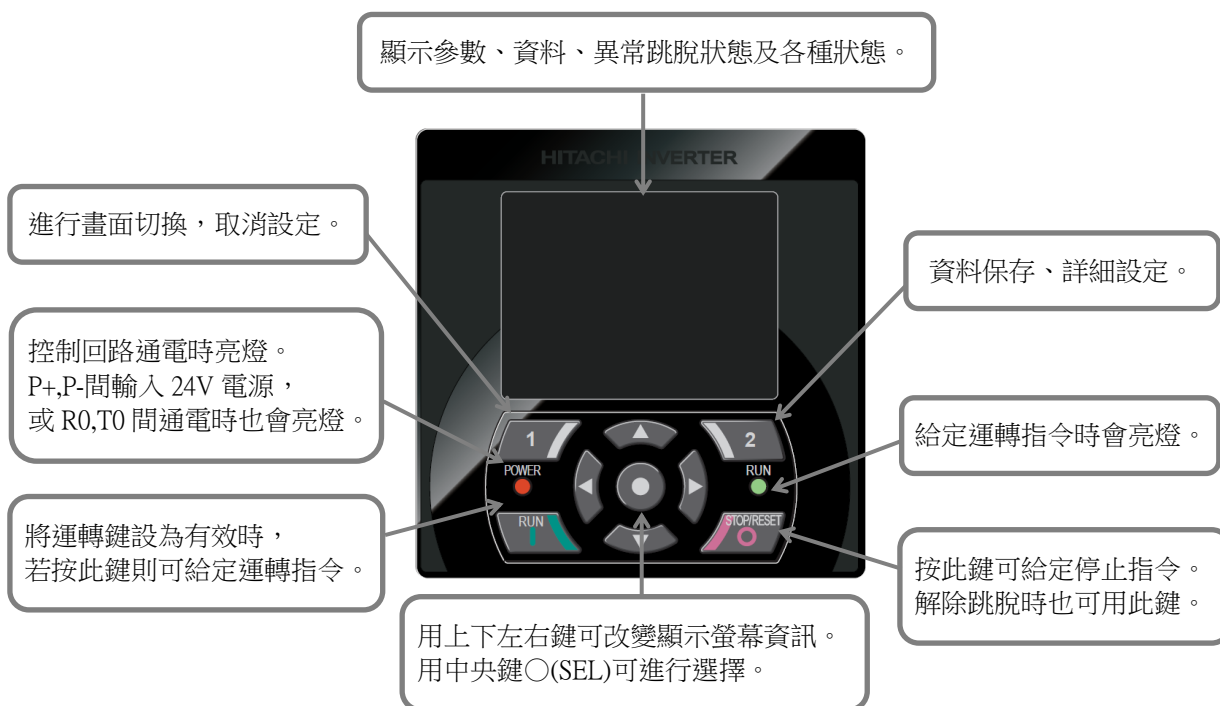 顯示參數、資料、異常跳脫狀態及各種狀態。
HITACHI INVERTER
進行畫面切換，取消設定。
資料保存、詳細設定。
控制回路通電時亮燈。
P+,P-間輸入 24V 電源，
或 R0,T0 間通電時也會亮燈。
給定運轉指令時會亮燈。
1
2
POWER
RUN
RUN
STOP/RESET
將運轉鍵設為有效時，
若按此鍵則可給定運轉指令。
按此鍵可給定停止指令。
解除跳脫時也可用此鍵。
用上下左右鍵可改變顯示螢幕資訊。
用中央鍵○(SEL)可進行選擇。